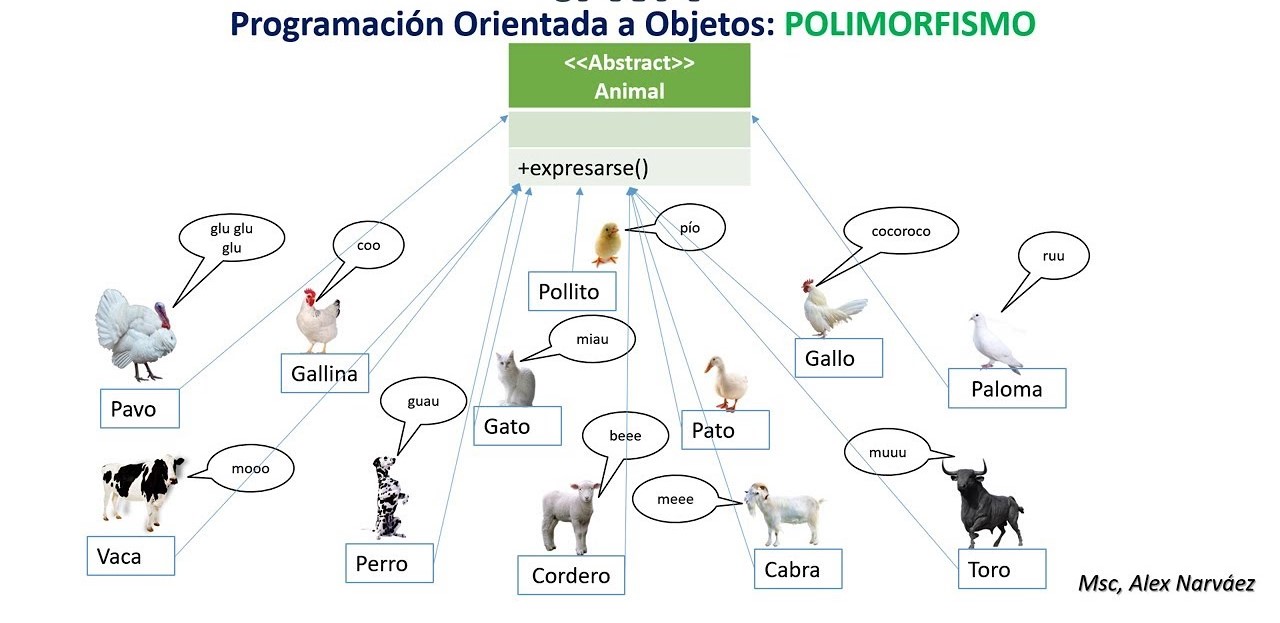 Programación Orientada a Objetos: POLIMORFISMO
<<Abstract>>
Animal
+expresarse()
glu glu
glu
coo
pío
cocoroco
ruu
Pollito
miau
Gallina
Gallo
Paloma
Pavo
guau
Gato
Pato
beee
mooo
muuu
meee
Vaca
Perro
Cordero
Cabra
Toro
Msc, Alex Narváez